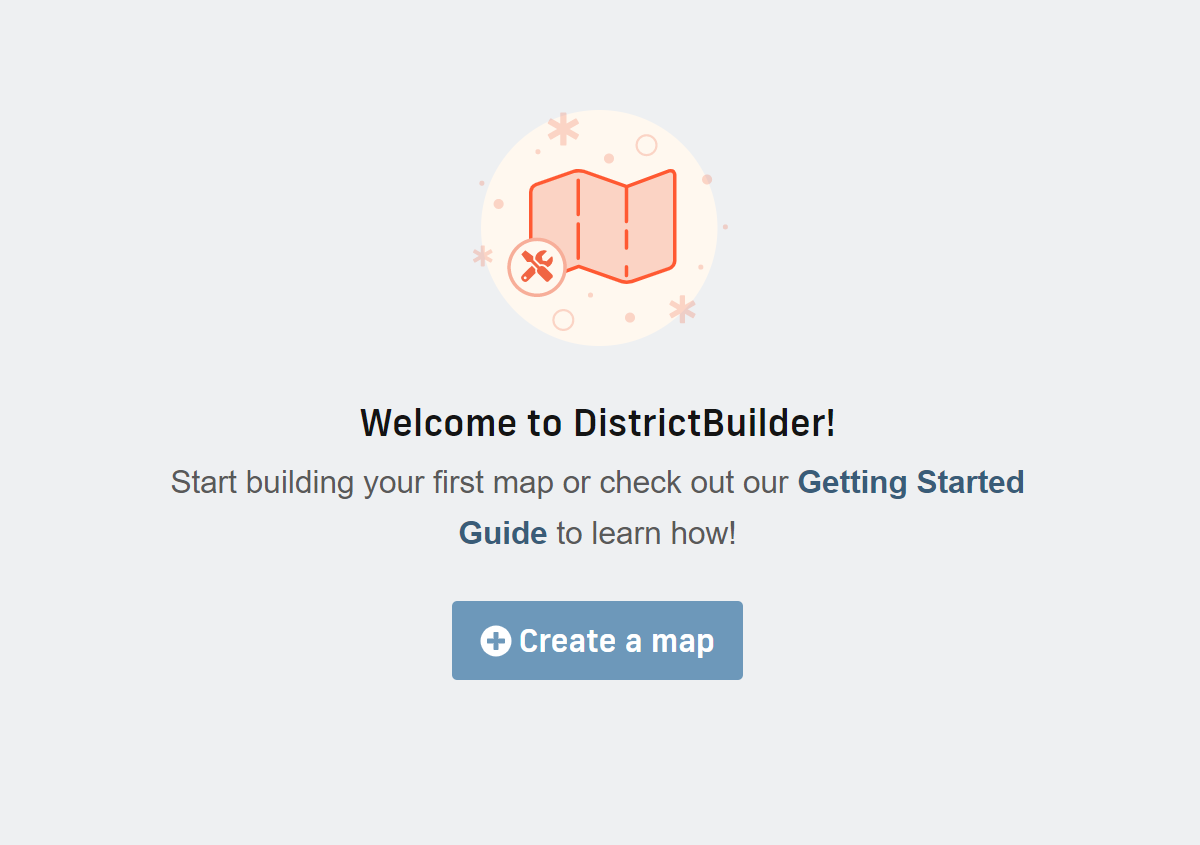 Welcome to DistrictBuilder!
Start building your first map or check out our Getting Started
Guide to learn how!
Create a map